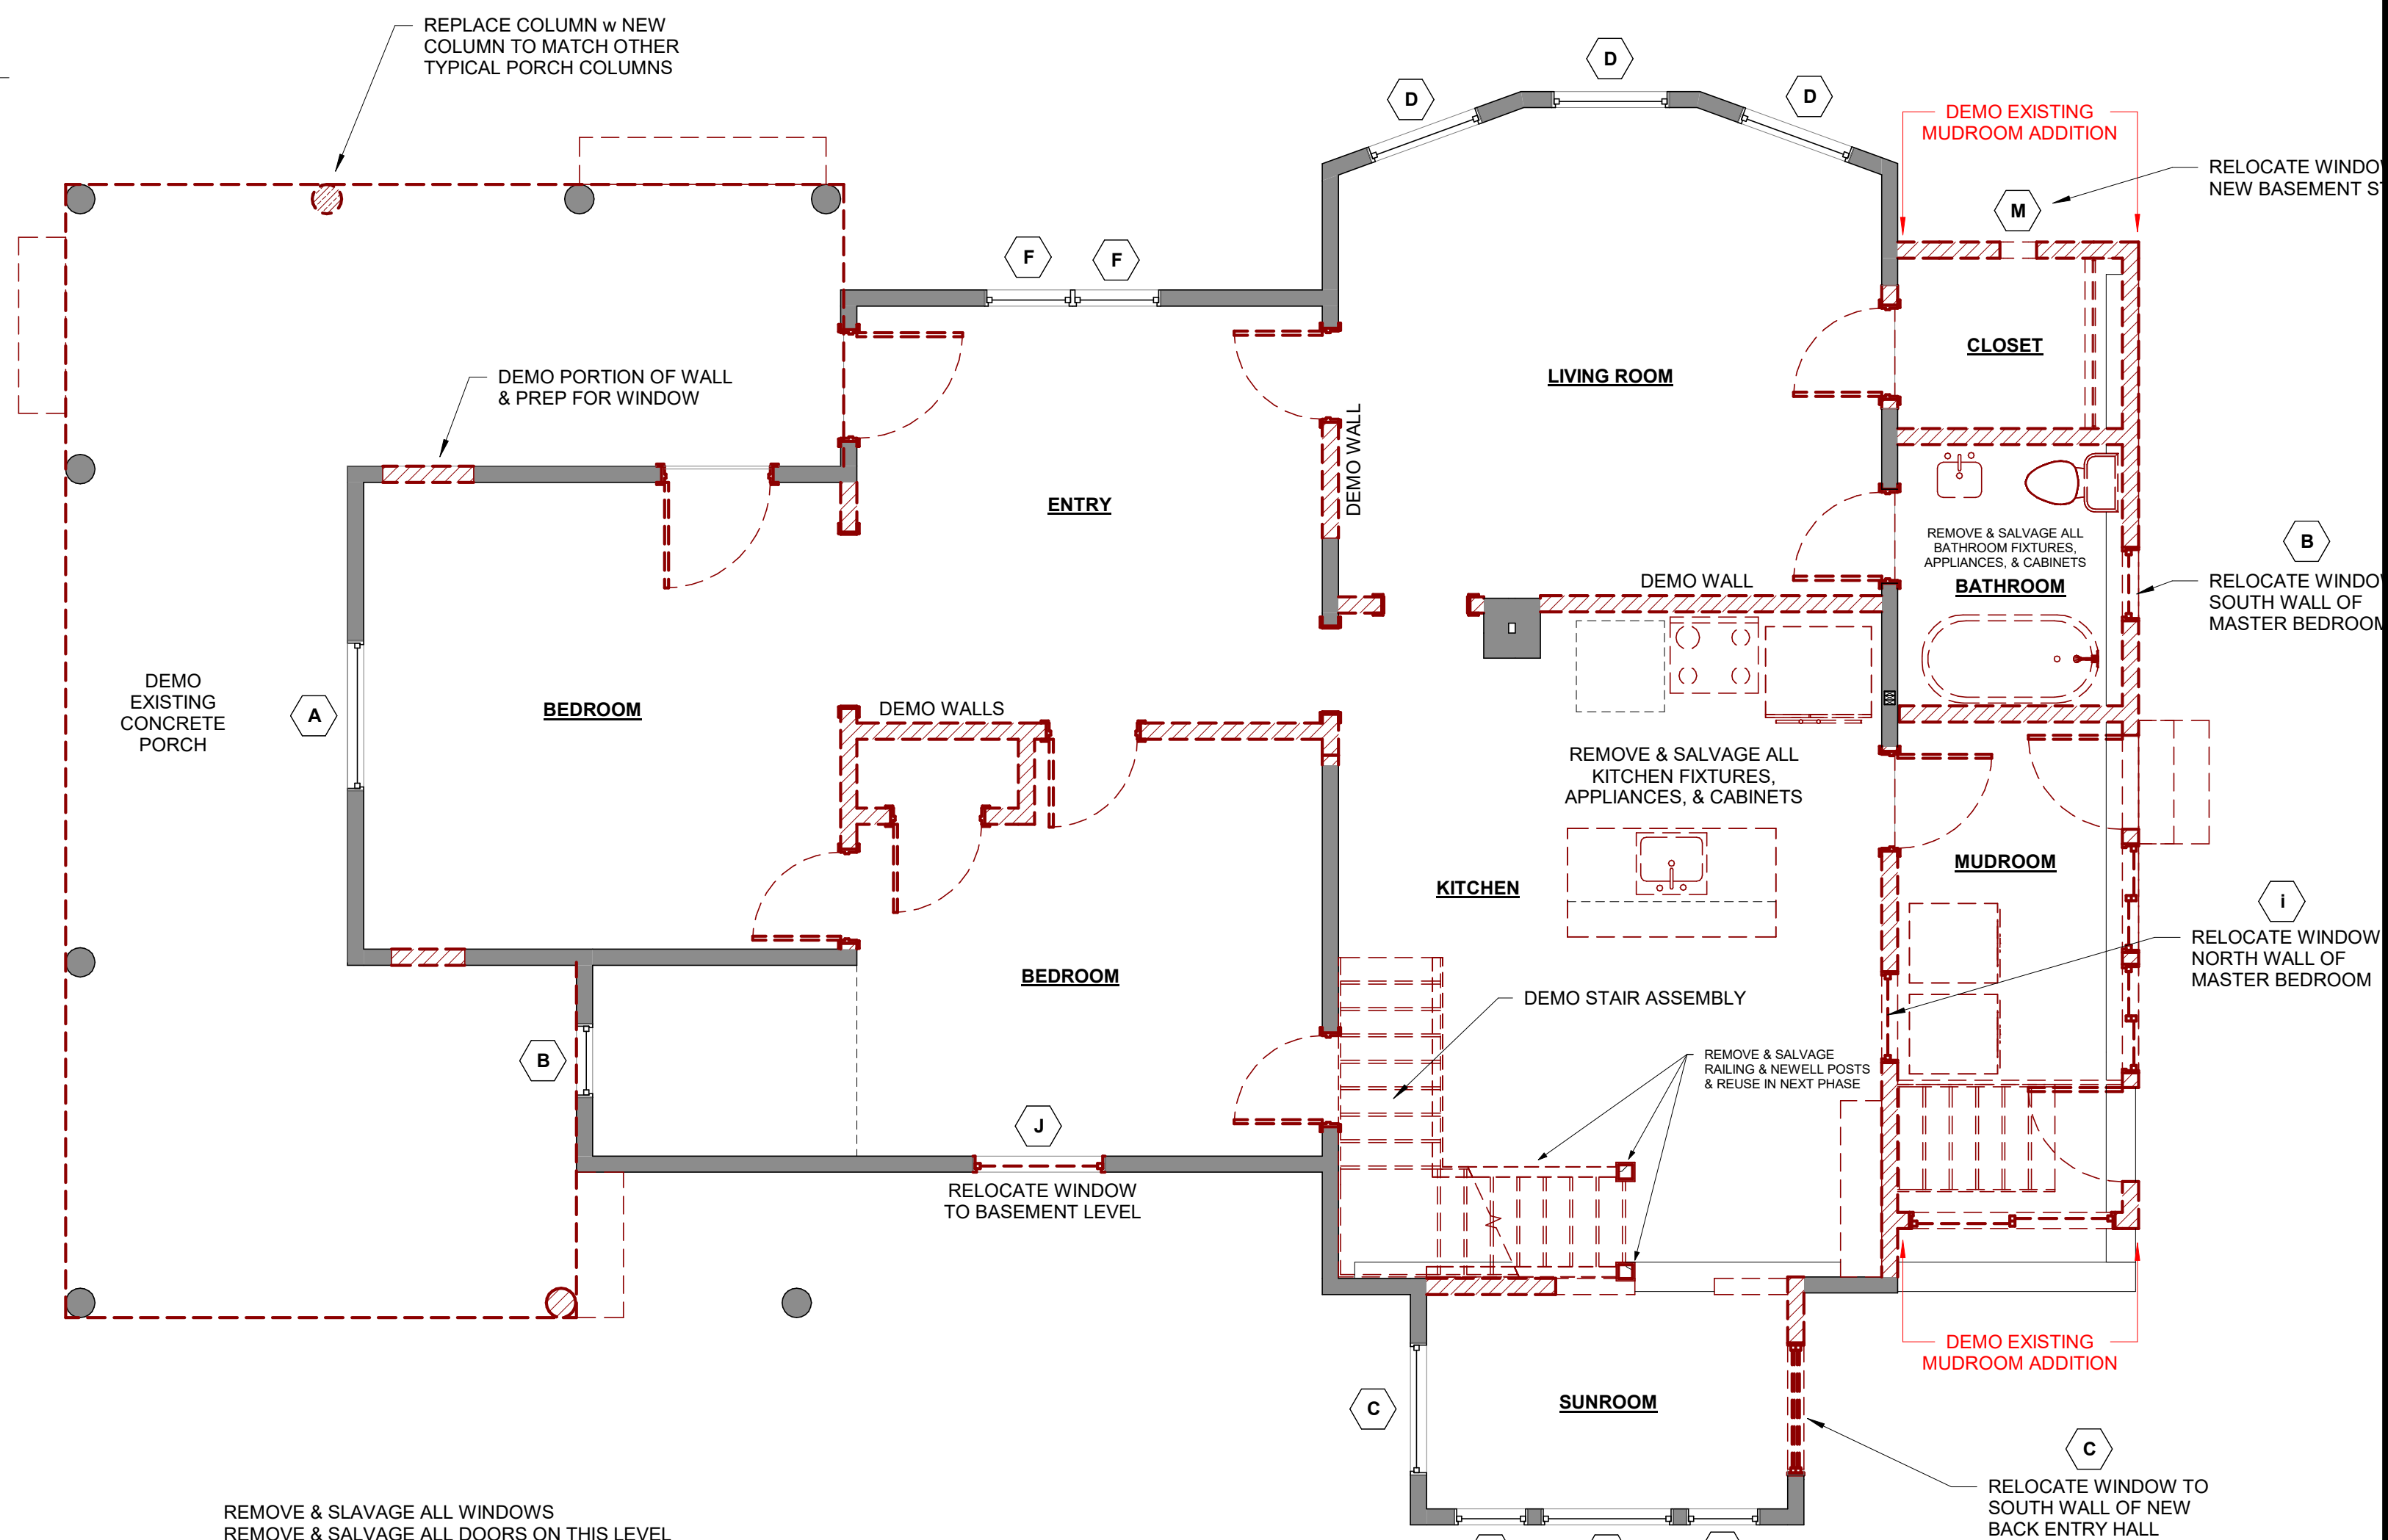 REPLACE COLUMN w NEW
COLUMN TO MATCH OTHER
TYPICAL PORCH COLUMNS
D
D
D
DEMO EXISTING
MUDROOM ADDITION
RELOCATE
NEW BASEMENT
M
F
F
CLOSET
LIVING ROOM
DEMO PORTION OF WALL
& PREP FOR WINDOW
DEMO WALL
ENTRY
REMOVE & SALVAGE ALL
BATHROOM FIXTURES,
APPLIANCES, & CABINETS
BATHROOM
B
RELOCATE
SOUTH WALL OF
MASTER BEDROOM
DEMO WALL
DEMO
EXISTING
CONCRETE
PORCH
A
BEDROOM
DEMO WALLS
REMOVE & SALVAGE ALL
KITCHEN FIXTURES,
APPLIANCES, & CABINETS
MUDROOM
KITCHEN
i
RELOCATE WINDOW
NORTH WALL OF
MASTER BEDROOM
BEDROOM
DEMO STAIR ASSEMBLY
REMOVE & SALVAGE
RAILING & NEWELL POSTS
& REUSE IN NEXT PHASE
B
J
RELOCATE WINDOW
TO BASEMENT LEVEL
DEMO EXISTING
MUDROOM ADDITION
SUNROOM
C
C
RELOCATE WINDOW TO
SOUTH WALL OF NEW
BACK ENTRY HALL
REMOVE & SLAVAGE ALL WINDOWS
REMOVE & SALVAGE ALL DOORS ON THIS LEVEL